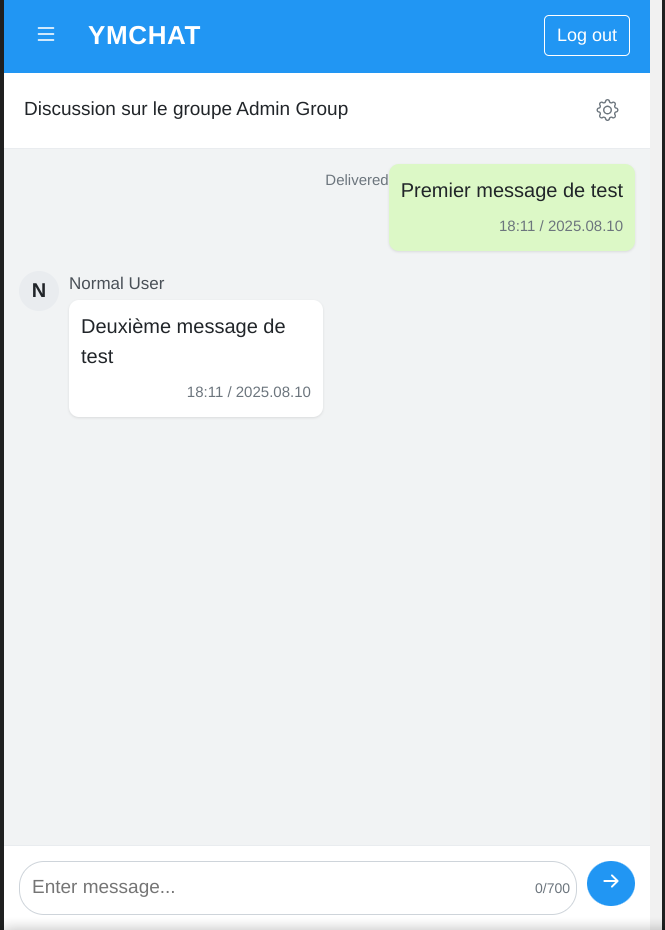 YMCHAT
Log out
Discussion sur le groupe Admin Group
Delivered
Premier message de test
18:11 / 2025.08.10
N
Normal User
Deuxième message de
test
18:11 / 2025.08.10
Enter message...
0/700